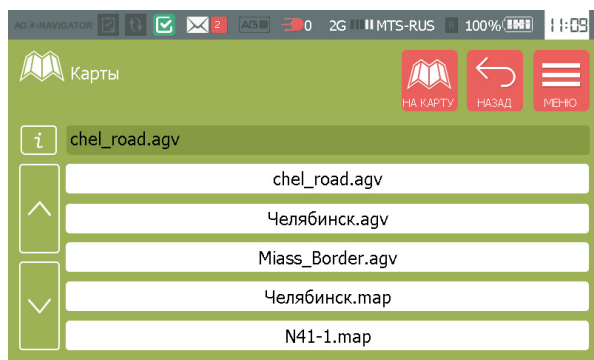 AG E-NAVIGATOR 2 AG 0 2G MTS-RUS 100% 11:09
Карты
НА КАРТУ НАЗАД МЕНЮ
i chel_road.agv
chel_road.agv
Челябинск.agv
Miass_Border.agv
Челябинск.map
N41-1.map